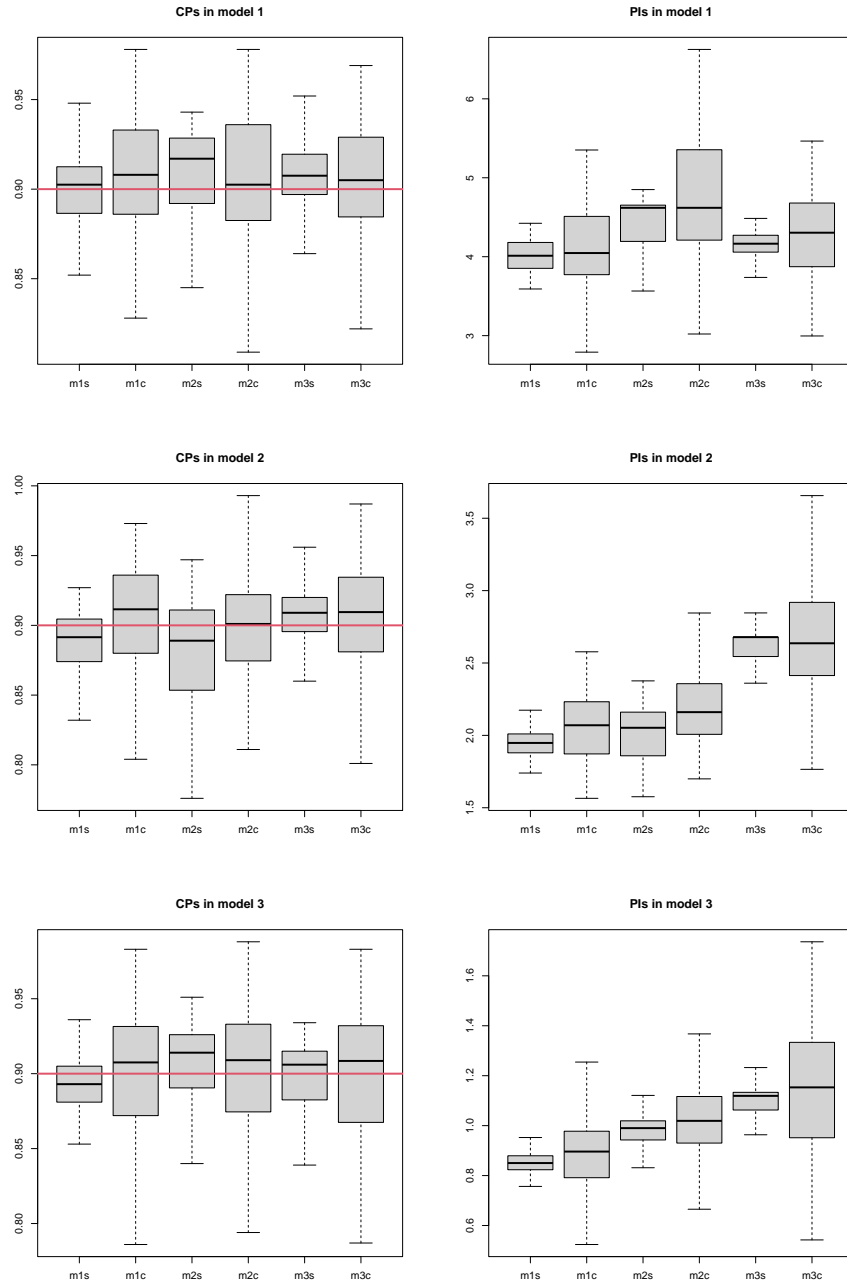 CPs in model 1
0.95
0.90
0.85
m1s m1c m2s m2c m3s m3c
PIs in model 1
6
5
4
3
m1s m1c m2s m2c m3s m3c
CPs in model 2
1.00
0.95
0.90
0.85
0.80
m1s m1c m2s m2c m3s m3c
PIs in model 2
3.5
3.0
2.5
2.0
1.5
m1s m1c m2s m2c m3s m3c
CPs in model 3
0.95
0.90
0.85
0.80
m1s m1c m2s m2c m3s m3c
PIs in model 3
1.6
1.4
1.2
1.0
0.8
0.6
m1s m1c m2s m2c m3s m3c